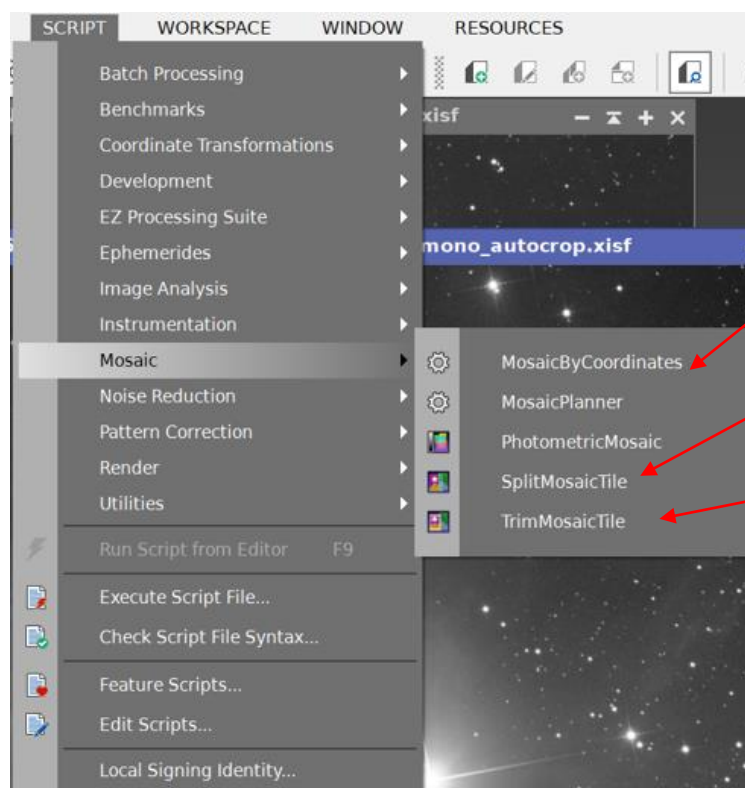 SCRIPT WORKSPACE WINDOW RESOURCES
Batch Processing
Benchmarks
xisf
Coordinate Transformations
Development
EZ Processing Suite
Ephemerides
mono_autocrop.xisf
Image Analysis
Instrumentation
Mosaic
MosaicByCoordinates
MosaicPlanner
PhotometricMosaic
SplitMosaicTile
TrimMosaicTile
Noise Reduction
Pattern Correction
Render
Utilities
Run Script from Editor F9
Execute Script File...
Check Script File Syntax...
Feature Scripts...
Edit Scripts...
Local Signing Identity...